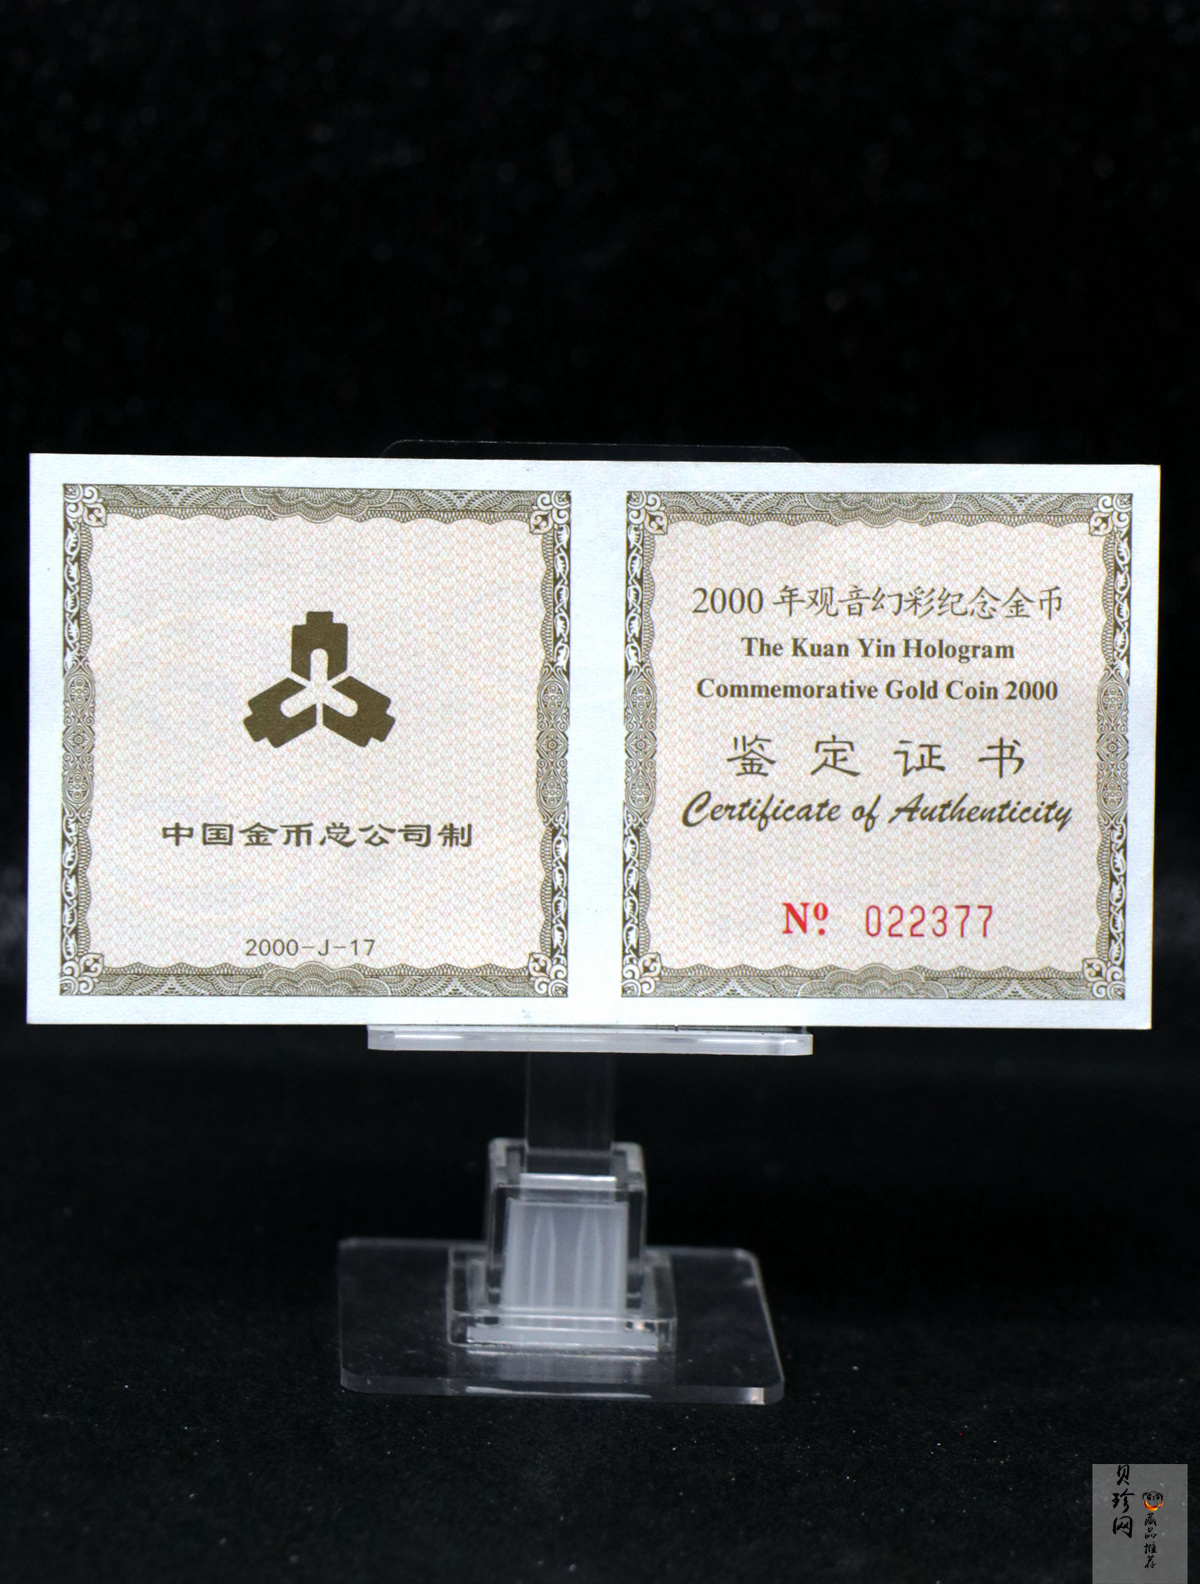 中国金币总公司制
2000-J-17
2000年观音幻彩纪念金币
The Kuan Yin Hologram
Commemorative Gold Coin 2000
鉴定证书
Certificate of Authenticity
Nº. 022377
贝珍网
藏品推荐